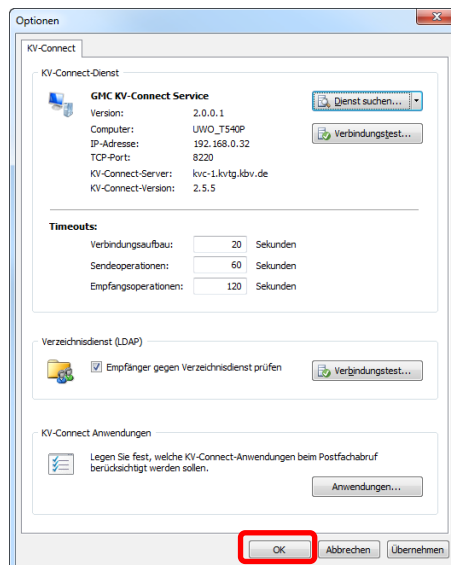 Optionen
KV-Connect
KV-Connect-Dienst
GMC KV-Connect Service
Dienst suchen...
Version: 2.0.0.1
Computer: UWO_T540P
Verbindungstest...
IP-Adresse: 192.168.0.32
TCP-Port: 8220
KV-Connect-Server: kvc-1.kvtg.kbv.de
KV-Connect-Version: 2.5.5
Timeouts:
Verbindungsaufbau: 20 Sekunden
Sendeoperationen: 60 Sekunden
Empfangsoperationen: 120 Sekunden
Verzeichnisdienst (LDAP)
Empfänger gegen Verzeichnisdienst prüfen
Verbindungstest...
KV-Connect Anwendungen
Legen Sie fest, welche KV-Connect-Anwendungen beim Postfachabruf
berücksichtigt werden sollen.
Anwendungen...
OK Abbrechen Übernehmen